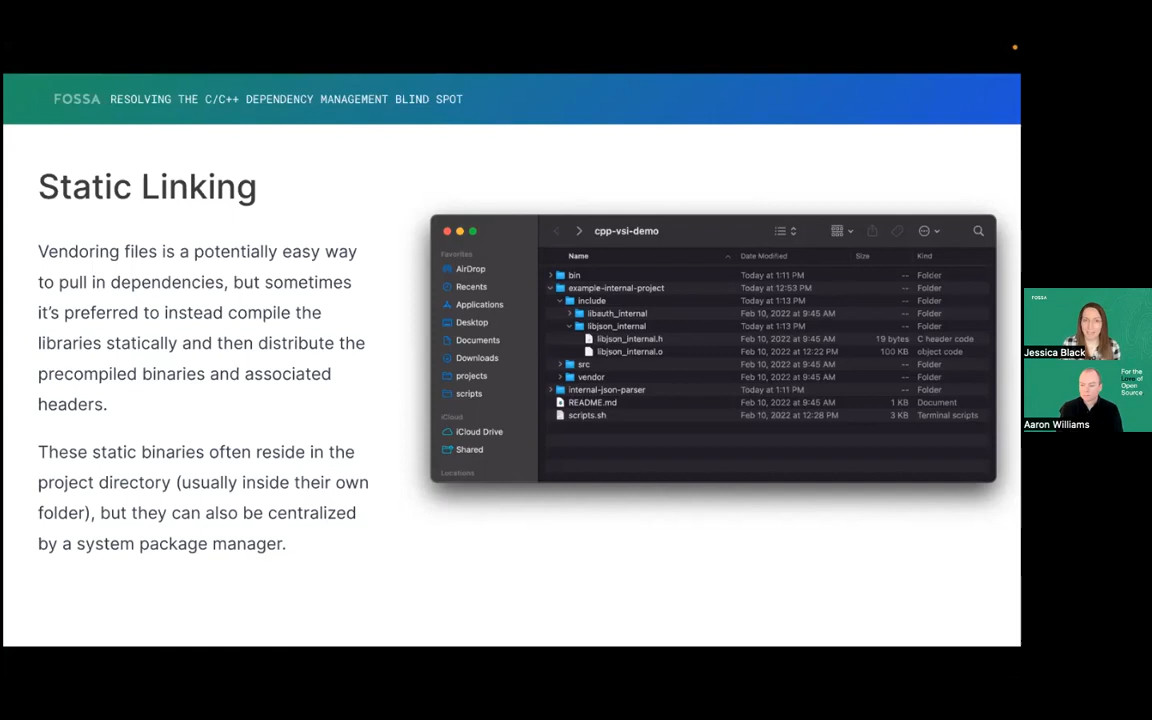 FOSSA RESOLVING THE C/C++ DEPENDENCY MANAGEMENT BLIND SPOT
Static Linking
Vendoring files is a potentially easy way
to pull in dependencies, but sometimes
it's preferred to instead compile the
libraries statically and then distribute the
precompiled binaries and associated
headers.
These static binaries often reside in the
project directory (usually inside their own
folder), but they can also be centralized
by a system package manager.
cpp-vsi-demo
Favorites
AirDrop
Recents
Applications
Desktop
Documents
Downloads
projects
scripts
iCloud
iCloud Drive
Shared
Locations
Name Date Modified Size Kind
bin Today at 1:11 PM -- Folder
example-internal-project Today at 12:53 PM -- Folder
include Today at 1:13 PM -- Folder
libauth_internal Feb 10, 2022 at 9:45 AM -- Folder
libjson_internal Today at 1:13 PM -- Folder
libjson_internal.h Feb 10, 2022 at 9:45 AM 19 bytes C header code
libjson_internal.o Feb 10, 2022 at 12:22 PM 100 KB object code
src Feb 10, 2022 at 9:45 AM -- Folder
vendor Feb 10, 2022 at 9:45 AM -- Folder
internal-json-parser Today at 1:11 PM -- Folder
README.md Feb 10, 2022 at 9:45 AM 1 KB Document
scripts.sh Feb 10, 2022 at 12:28 PM 3 KB Terminal scripts
FOSSA
Jessica Black
For the
Love of
Open
Source
Aaron Williams